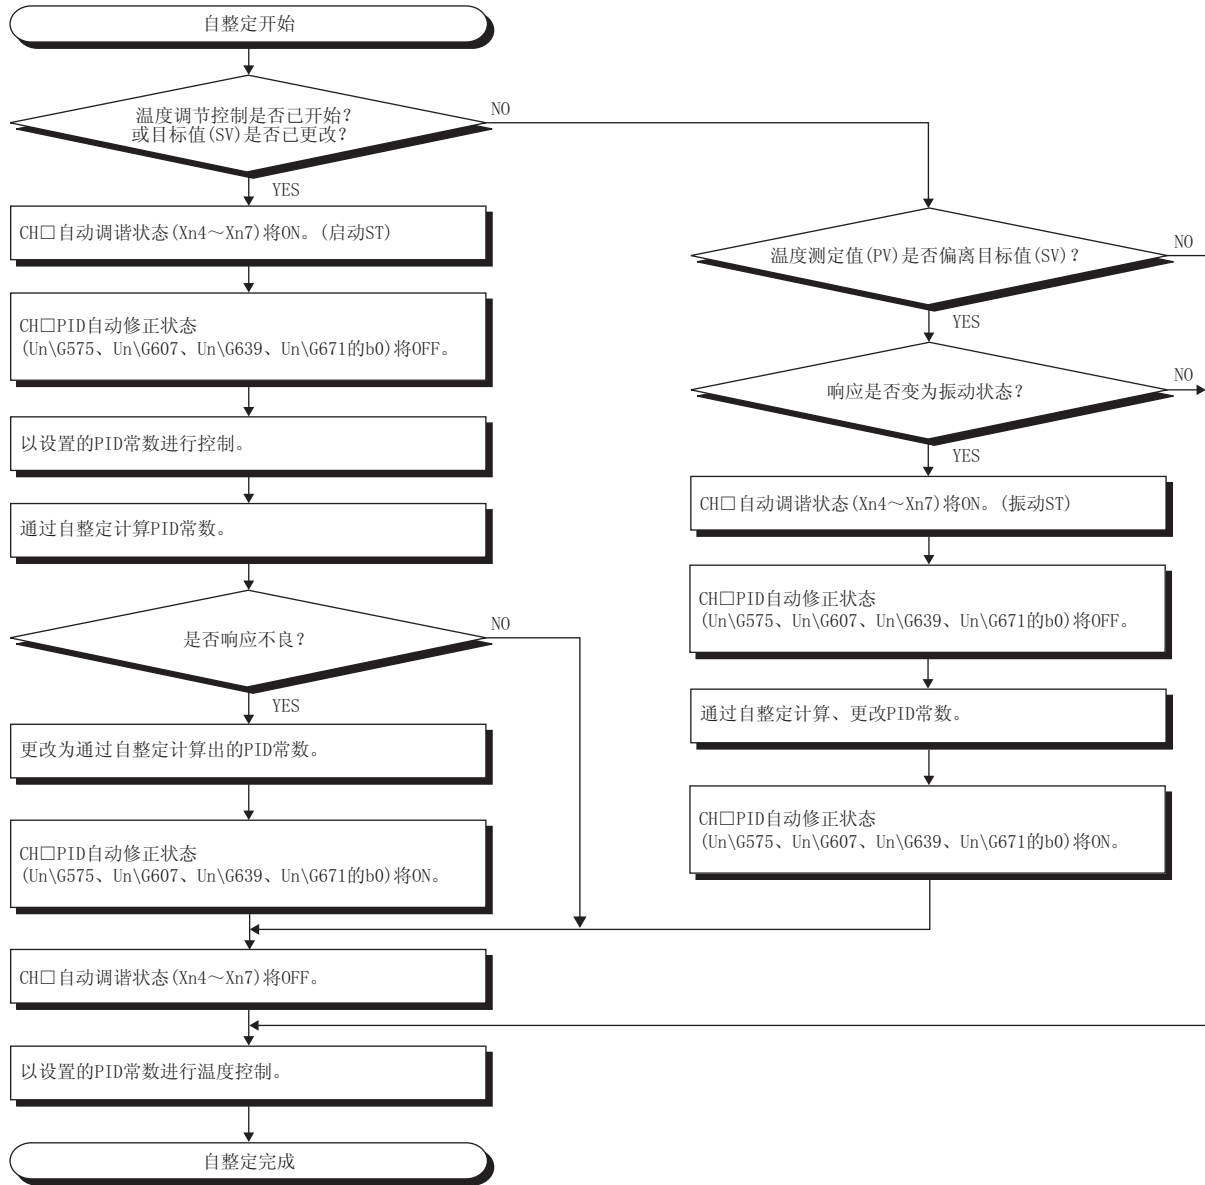 自整定开始
温度调节控制是否已开始?
或目标值(SV)是否已更改?
NO
YES
CH□自动调谐状态(Xn4～Xn7)将ON。(启动ST)
CH□PID自动修正状态
(Un\G575、Un\G607、Un\G639、Un\G671的b0)将OFF。
以设置的PID常数进行控制。
通过自整定计算PID常数。
是否响应不良?
NO
YES
更改为通过自整定计算出的PID常数。
CH□PID自动修正状态
(Un\G575、Un\G607、Un\G639、Un\G671的b0)将ON。
CH□自动调谐状态(Xn4～Xn7)将OFF。
以设置的PID常数进行温度控制。
自整定完成
温度测定值(PV)是否偏离目标值(SV)?
NO
YES
响应是否变为振动状态?
NO
YES
CH□自动调谐状态(Xn4～Xn7)将ON。(振动ST)
CH□PID自动修正状态
(Un\G575、Un\G607、Un\G639、Un\G671的b0)将OFF。
通过自整定计算、更改PID常数。
CH□PID自动修正状态
(Un\G575、Un\G607、Un\G639、Un\G671的b0)将ON。